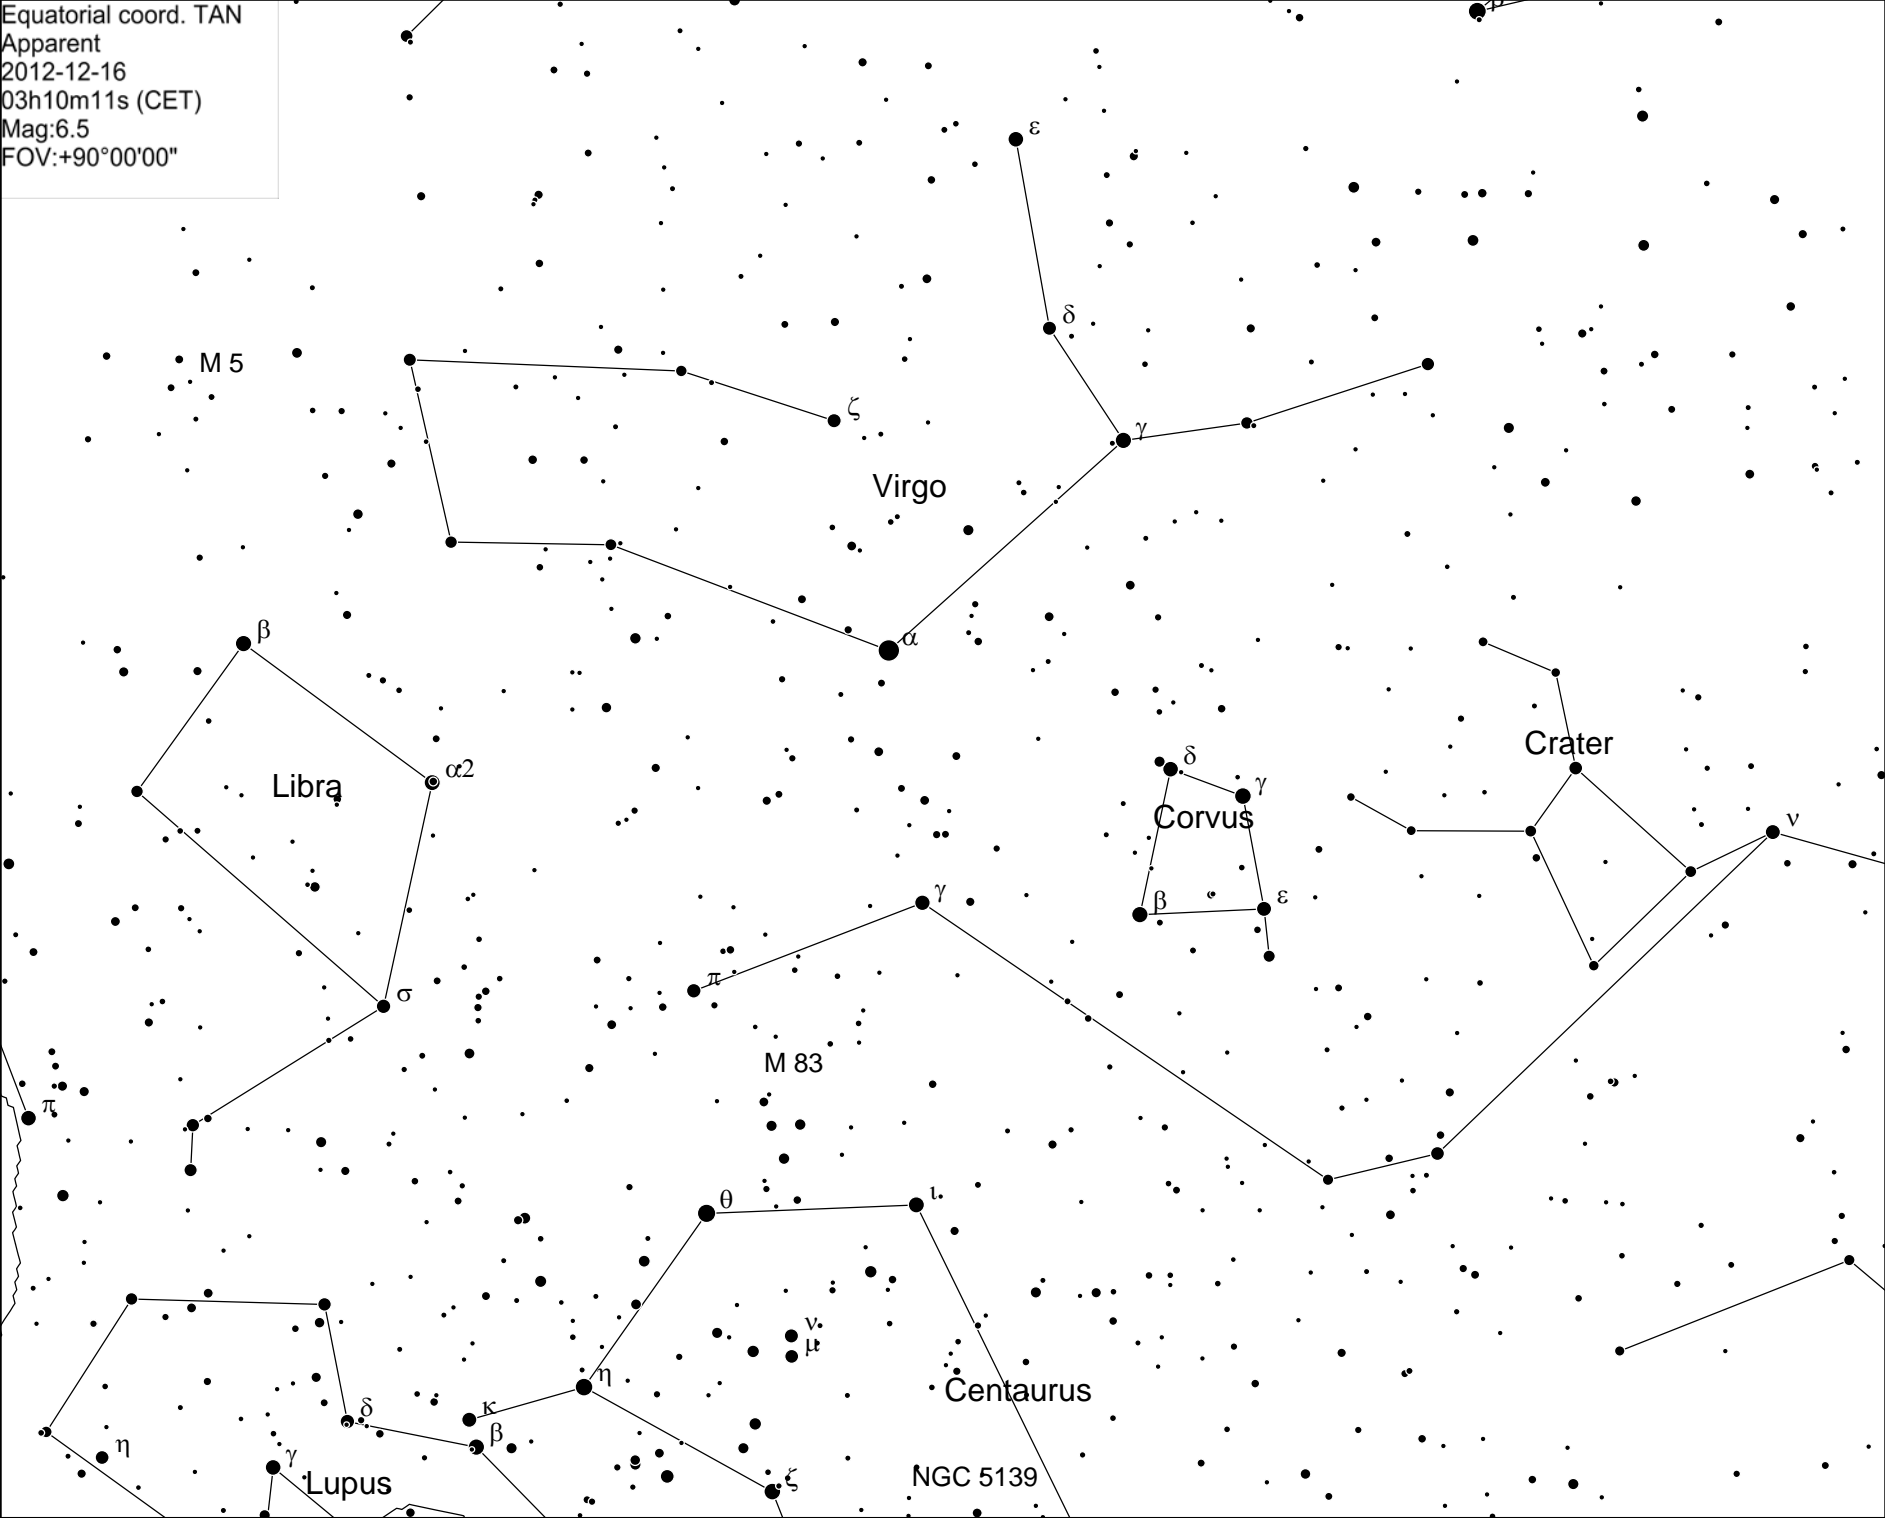 Equatorial coord. TAN
Apparent
2012-12-16
03h10m11s (CET)
Mag:6.5
FOV:+90°00'00"
β
ε
δ
M 5
ζ
γ
Virgo
β
α
Crater
α2
δ
Libra
γ
Corvus
ν
γ
β
ε
π
σ
M 83
π
θ
ι
ν
μ
η
Centaurus
κ
δ
β
η
γ
NGC 5139
Lupus
ζ